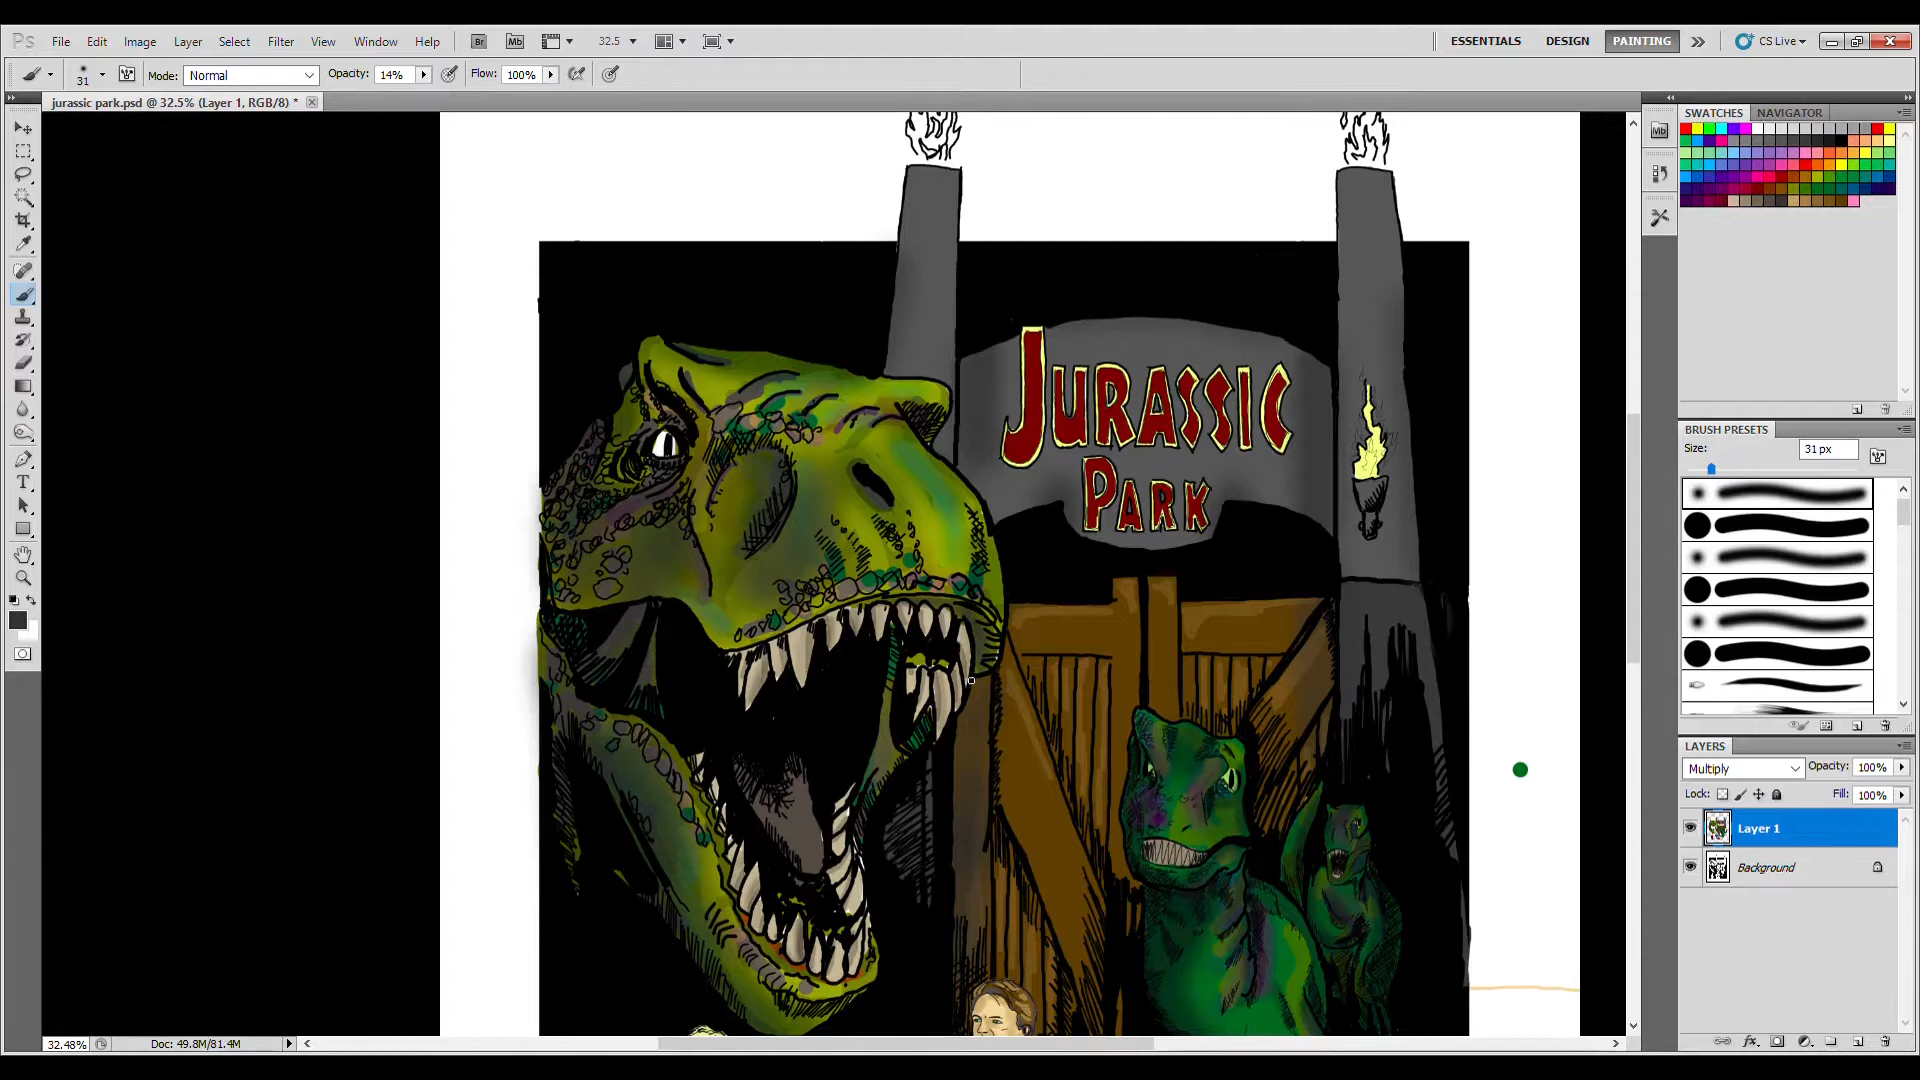 Ps File Edit Image Layer Select Filter View Window Help Br Mb 32.5 ESSENTIALS DESIGN PAINTING CS Live
31 Mode: Normal Opacity: 14% Flow: 100%
jurassic park.psd @ 32.5% (Layer 1, RGB/8) *
SWATCHES NAVIGATOR
Mb
JURASSIC
PARK
BRUSH PRESETS
Size: 31 px
LAYERS
Multiply Opacity: 100%
Lock: Fill: 100%
Layer 1
Background
T
32.48% Doc: 49.8M/81.4M
fx